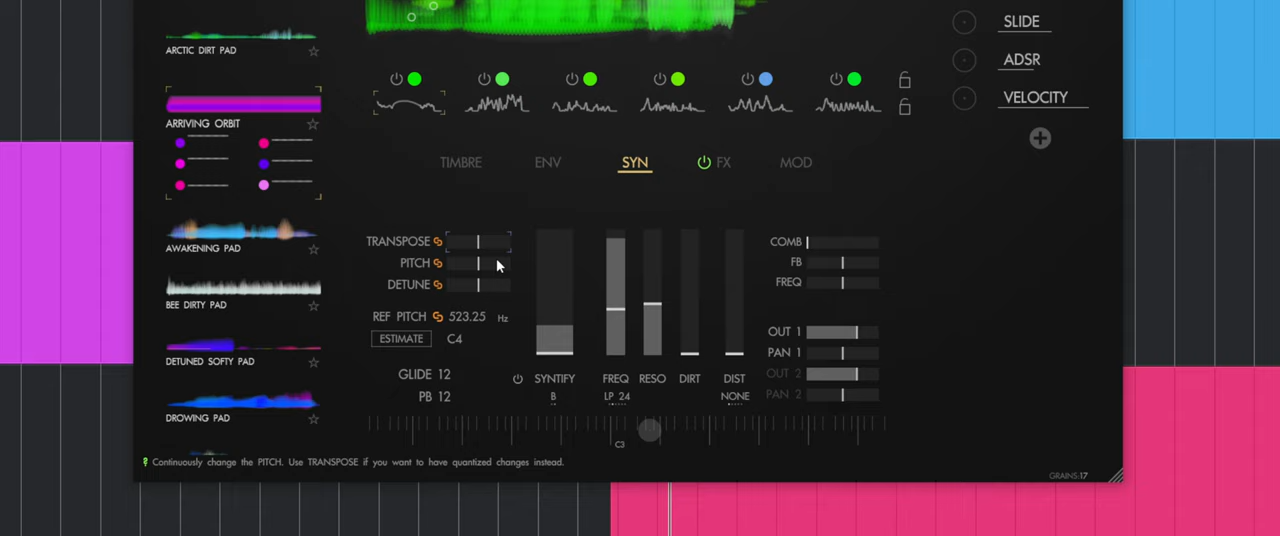 ARCTIC DIRT PAD
ARRIVING ORBIT
AWAKENING PAD
BEE DIRTY PAD
DETUNED SOFTY PAD
DROWING PAD
TIMBRE
ENV
SYN
FX
MOD
TRANSPOSE
PITCH
DETUNE
REF PITCH
523.25
Hz
ESTIMATE
C4
GLIDE 12
PB 12
SYNTIFY
B
FREQ
LP 24
RESO
DIRT
DIST
NONE
COMB
FB
FREQ
OUT 1
PAN 1
OUT 2
PAN 2
C3
SLIDE
ADSR
VELOCITY
Continuously change the PITCH. Use TRANSPOSE if you want to have quantized changes instead.
GRAINS:17